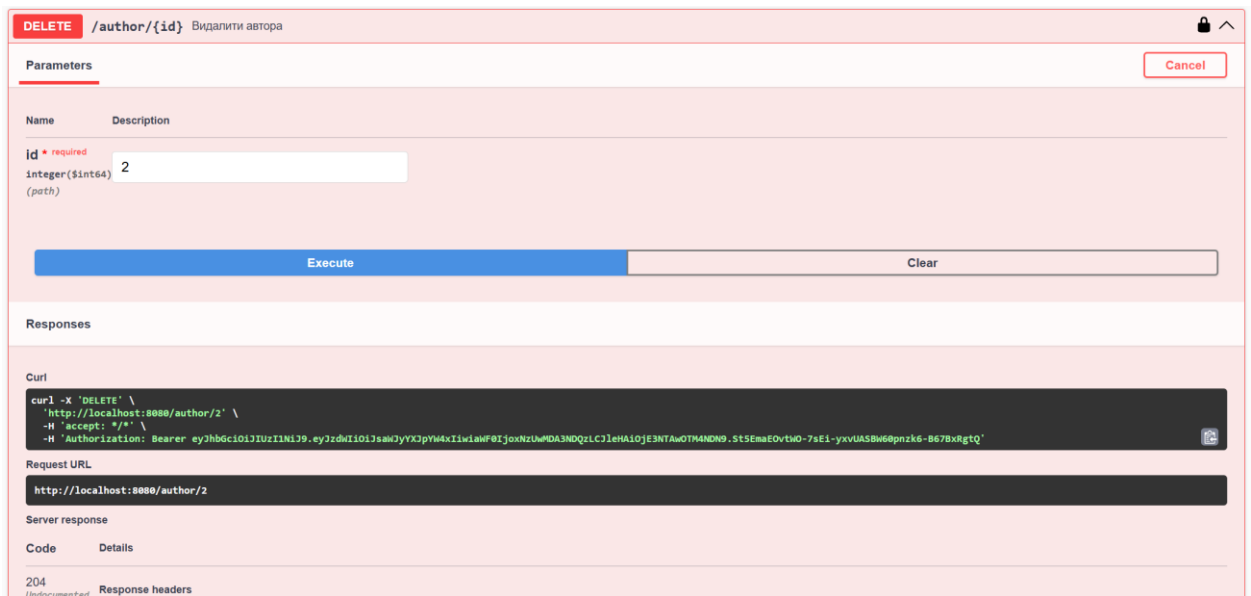 DELETE /author/{id} Видалити автора
Parameters
Cancel
Name Description
id * required
integer($int64)
(path)
2
Execute Clear
Responses
Curl
curl -X 'DELETE' \
'http://localhost:8080/author/2' \
-H 'accept: */*' \
-H 'Authorization: Bearer eyJhbGciOiJIUzI1NiJ9.eyJzdWIiOiJsaWJyYXJpYW4xIiwiaWF0IjoxNzUwMDA3NDQzLCJleHAiOjE3NTAwOTM4NDN9.St5EmaEOvtWO-7sEi-yxvUASBW60pnzk6-B67BxRgtQ'
Request URL
http://localhost:8080/author/2
Server response
Code Details
204
Undocumented
Response headers